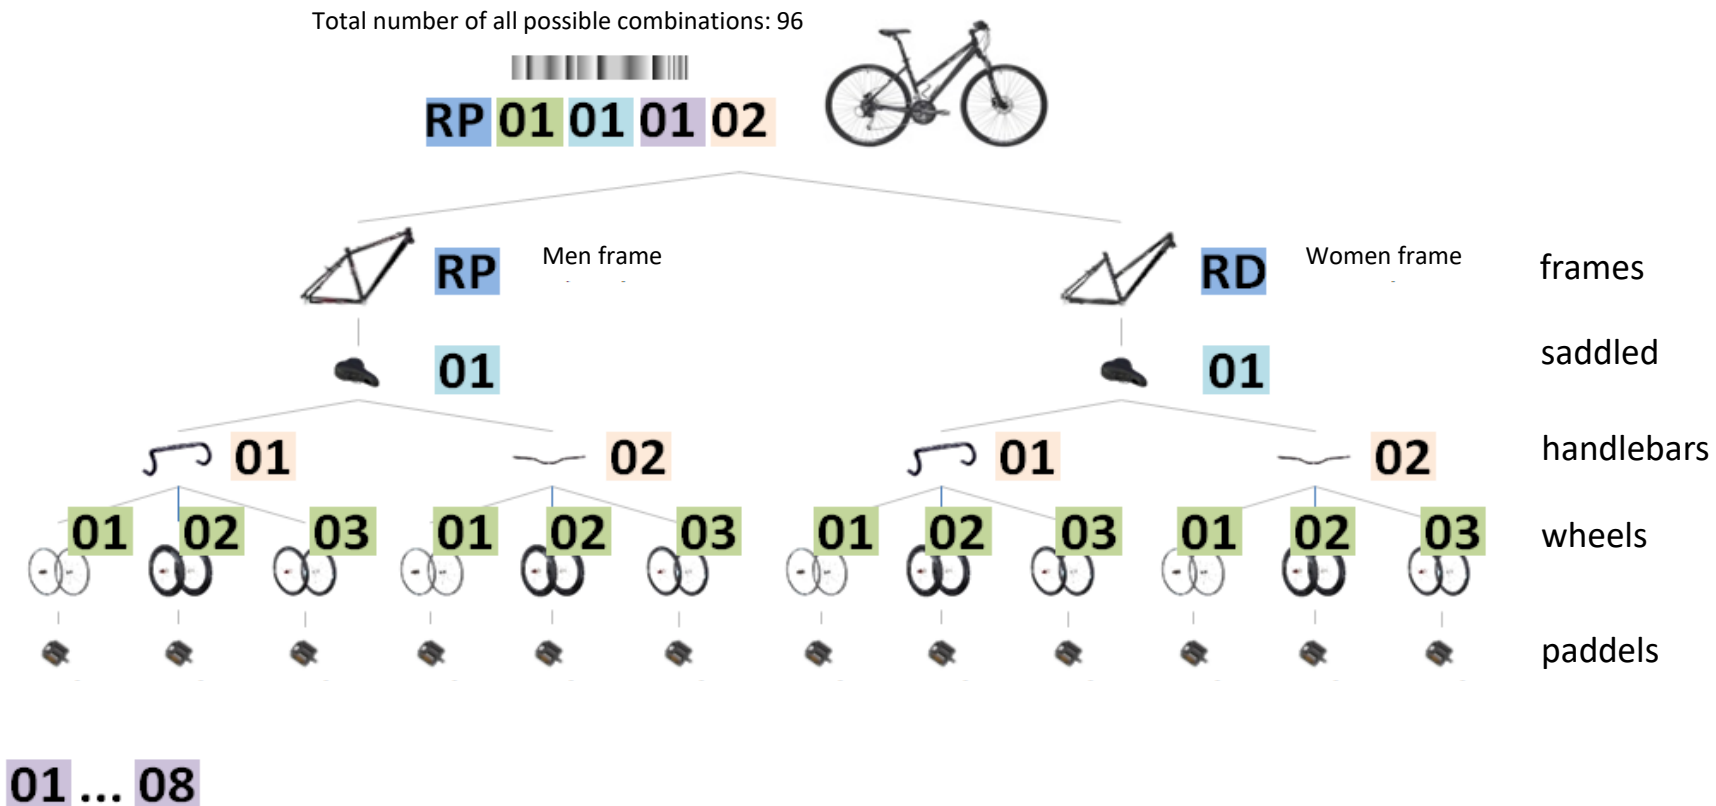 Total number of all possible combinations: 96
RP 01 01 01 02
RP Men frame RD Women frame frames
saddled
01 01
01 02 01 02 handlebars
01 02 03 01 02 03 01 02 03 01 02 03 wheels
paddels
01 ... 08